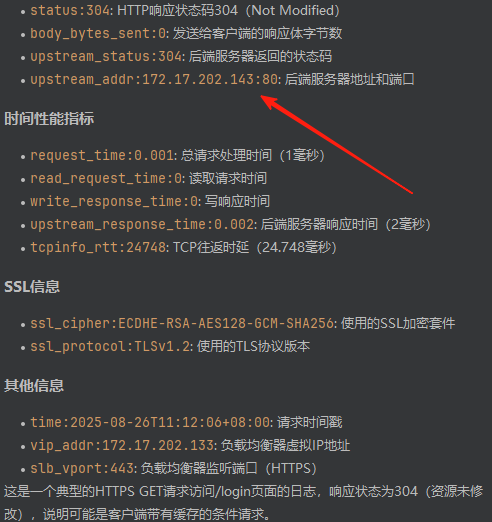 status:304: HTTP响应状态码304（Not Modified）
body_bytes_sent:0: 发送给客户端的响应体字节数
upstream_status:304: 后端服务器返回的状态码
upstream_addr:172.17.202.143:80: 后端服务器地址和端口
时间性能指标
request_time:0.001: 总请求处理时间（1毫秒）
read_request_time:0: 读取请求时间
write_response_time:0: 写响应时间
upstream_response_time:0.002: 后端服务器响应时间（2毫秒）
tcpinfo_rtt:24748: TCP往返时延（24.748毫秒）
SSL信息
ssl_cipher:ECDHE-RSA-AES128-GCM-SHA256: 使用的SSL加密套件
ssl_protocol:TLSv1.2: 使用的TLS协议版本
其他信息
time:2025-08-26T11:12:06+08:00: 请求时间戳
vip_addr:172.17.202.133: 负载均衡器虚拟IP地址
slb_vport:443: 负载均衡器监听端口（HTTPS）
这是一个典型的HTTPS GET请求访问/login页面的日志，响应状态为304（资源未修
改），说明可能是客户端带有缓存的条件请求。